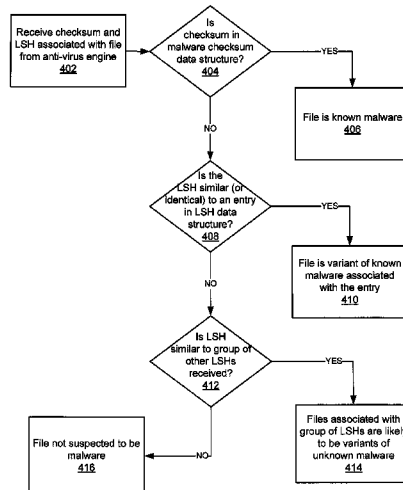 Receive checksum and
LSH associated with file
from anti-virus engine
402
Is
checksum in
malware checksum
data structure?
404
YES
File is known malware
406
NO
Is the
LSH similar (or
identical) to an entry
in LSH data
structure?
408
YES
File is variant of known
malware associated
with the entry
410
NO
Is LSH
similar to group of
other LSHs
received?
412
YES
Files associated with
group of LSHs are likely
to be variants of
unknown malware
414
NO
File not suspected to be
malware
416